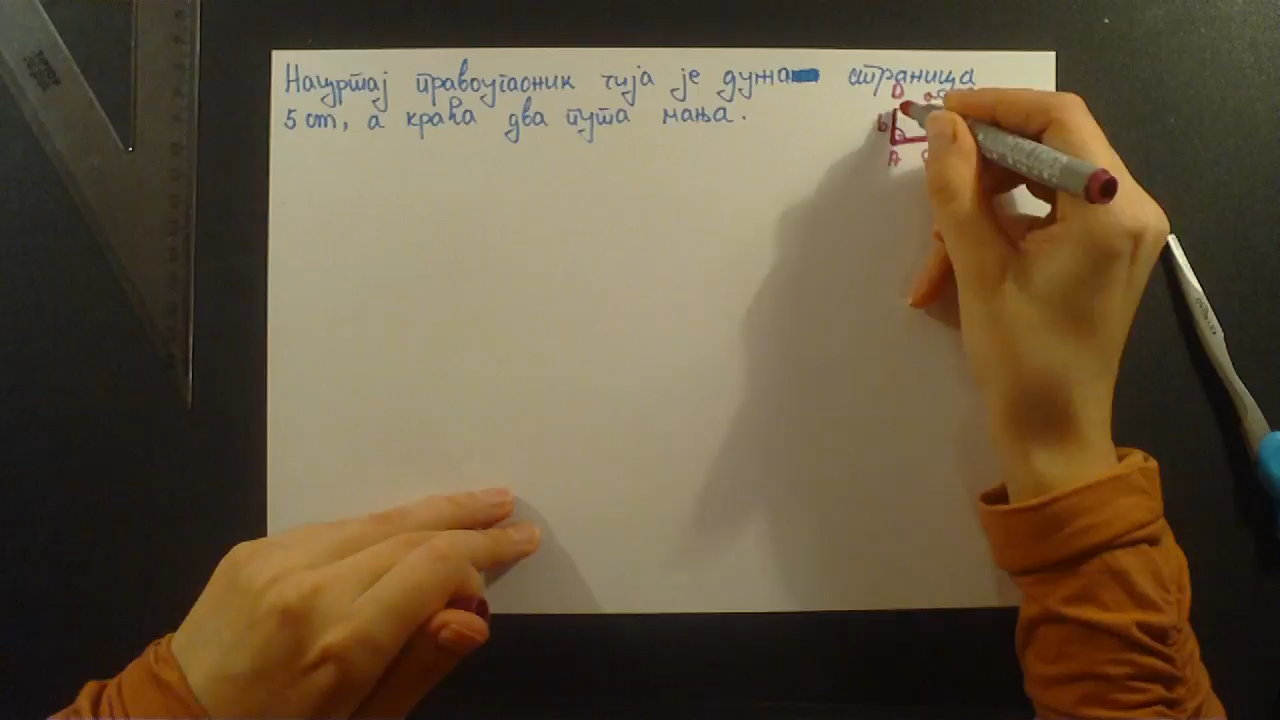 Нацртај правоугаоник чија је дужа страница
5 cm, а краћа два пута мања.
D
b
A